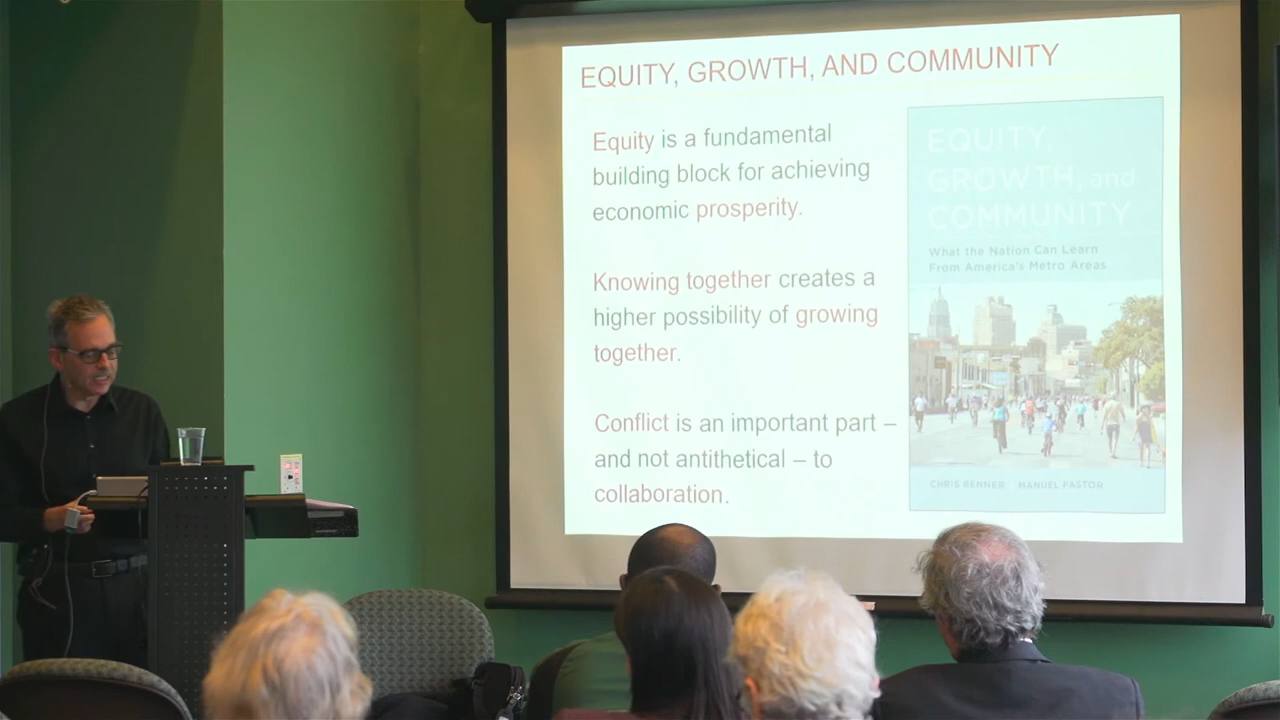 EQUITY, GROWTH, AND COMMUNITY
Equity is a fundamental
building block for achieving
economic prosperity.
Knowing together creates a
higher possibility of growing
together.
Conflict is an important part –
and not antithetical – to
collaboration.
EQUITY,
GROWTH, and
COMMUNITY
What the Nation Can Learn
From America's Metro Areas
CHRIS BENNER MANUEL PASTOR